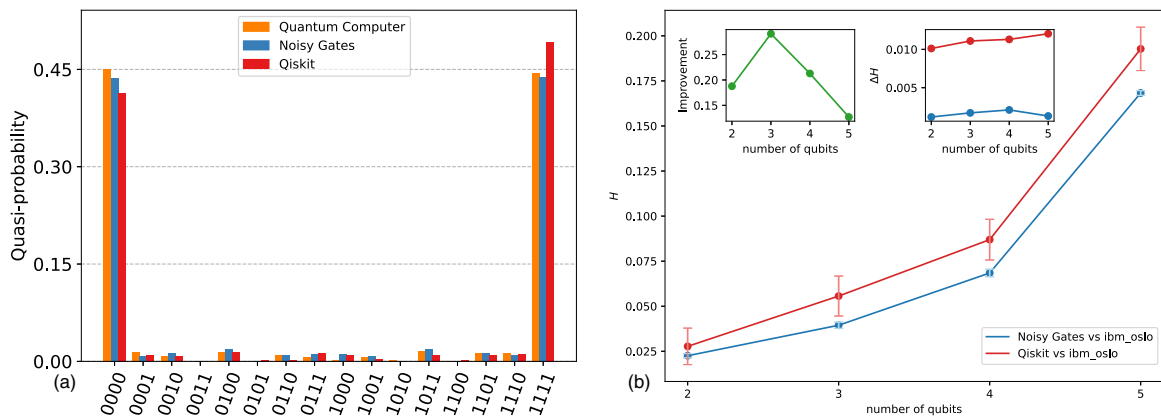 Quantum Computer
Noisy Gates
Qiskit
Quasi-probability
0.45
0.30
0.15
0.00
(a)
0000
0001
0010
0011
0100
0101
0110
0111
1000
1001
1010
1011
1100
1101
1110
1111
H
0.200
0.175
0.150
0.125
0.100
0.075
0.050
0.025
(b)
Improvement
0.25
0.20
0.15
2 3 4 5
number of qubits
ΔH
0.010
0.005
2 3 4 5
number of qubits
Noisy Gates vs ibm_oslo
Qiskit vs ibm_oslo
2 3 4 5
number of qubits